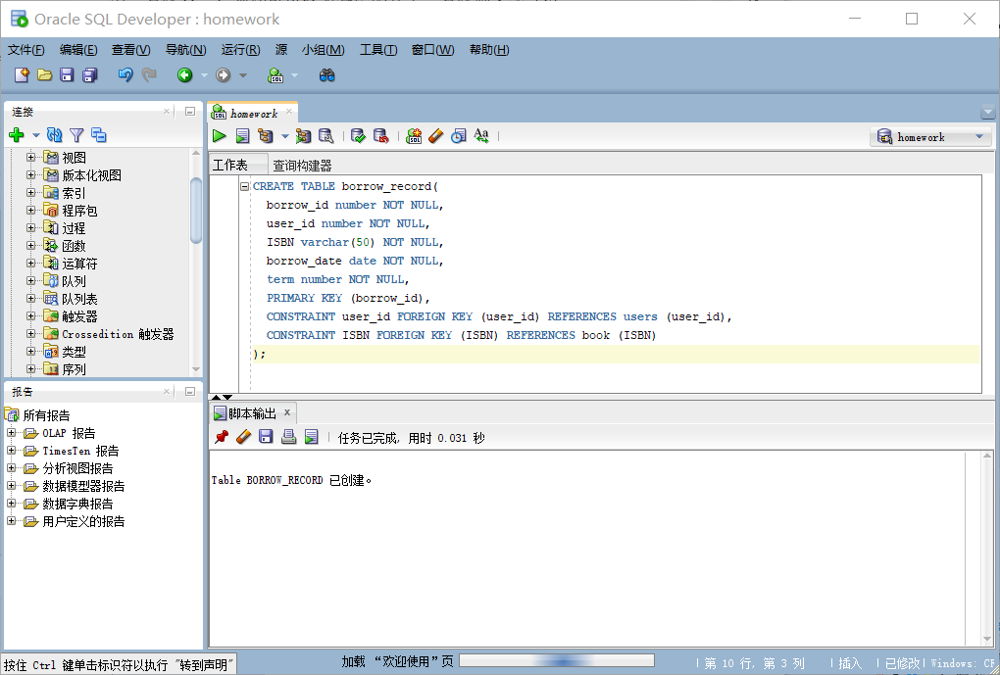 Oracle SQL Developer : homework
文件(F) 编辑(E) 查看(V) 导航(N) 运行(R) 源 小组(M) 工具(T) 窗口(W) 帮助(H)
连接
视图
版本化视图
索引
程序包
过程
函数
运算符
队列
队列表
触发器
Crossedition 触发器
类型
序列
报告
所有报告
OLAP 报告
TimesTen 报告
分析视图报告
数据模型器报告
数据字典报告
用户定义的报告
homework
homework
工作表 查询构建器
CREATE TABLE borrow_record(
borrow_id number NOT NULL,
user_id number NOT NULL,
ISBN varchar(50) NOT NULL,
borrow_date date NOT NULL,
term number NOT NULL,
PRIMARY KEY (borrow_id),
CONSTRAINT user_id FOREIGN KEY (user_id) REFERENCES users (user_id),
CONSTRAINT ISBN FOREIGN KEY (ISBN) REFERENCES book (ISBN)
);
脚本输出 x
任务已完成, 用时 0.031 秒
Table BORROW_RECORD 已创建。
按住 Ctrl 键单击标识符以执行 "转到声明"
加载 “欢迎使用” 页
第 10 行, 第 3 列 插入 已修改 Windows: CF